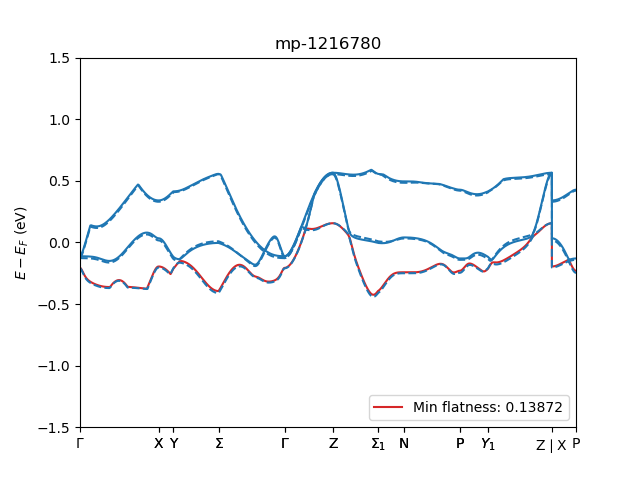 mp-1216780
1.5
1.0
0.5
0.0
−0.5
−1.0
−1.5
E − E_F (eV)
Min flatness: 0.13872
Γ X Y Σ Γ Z Σ₁ N P Y₁ Z | X P